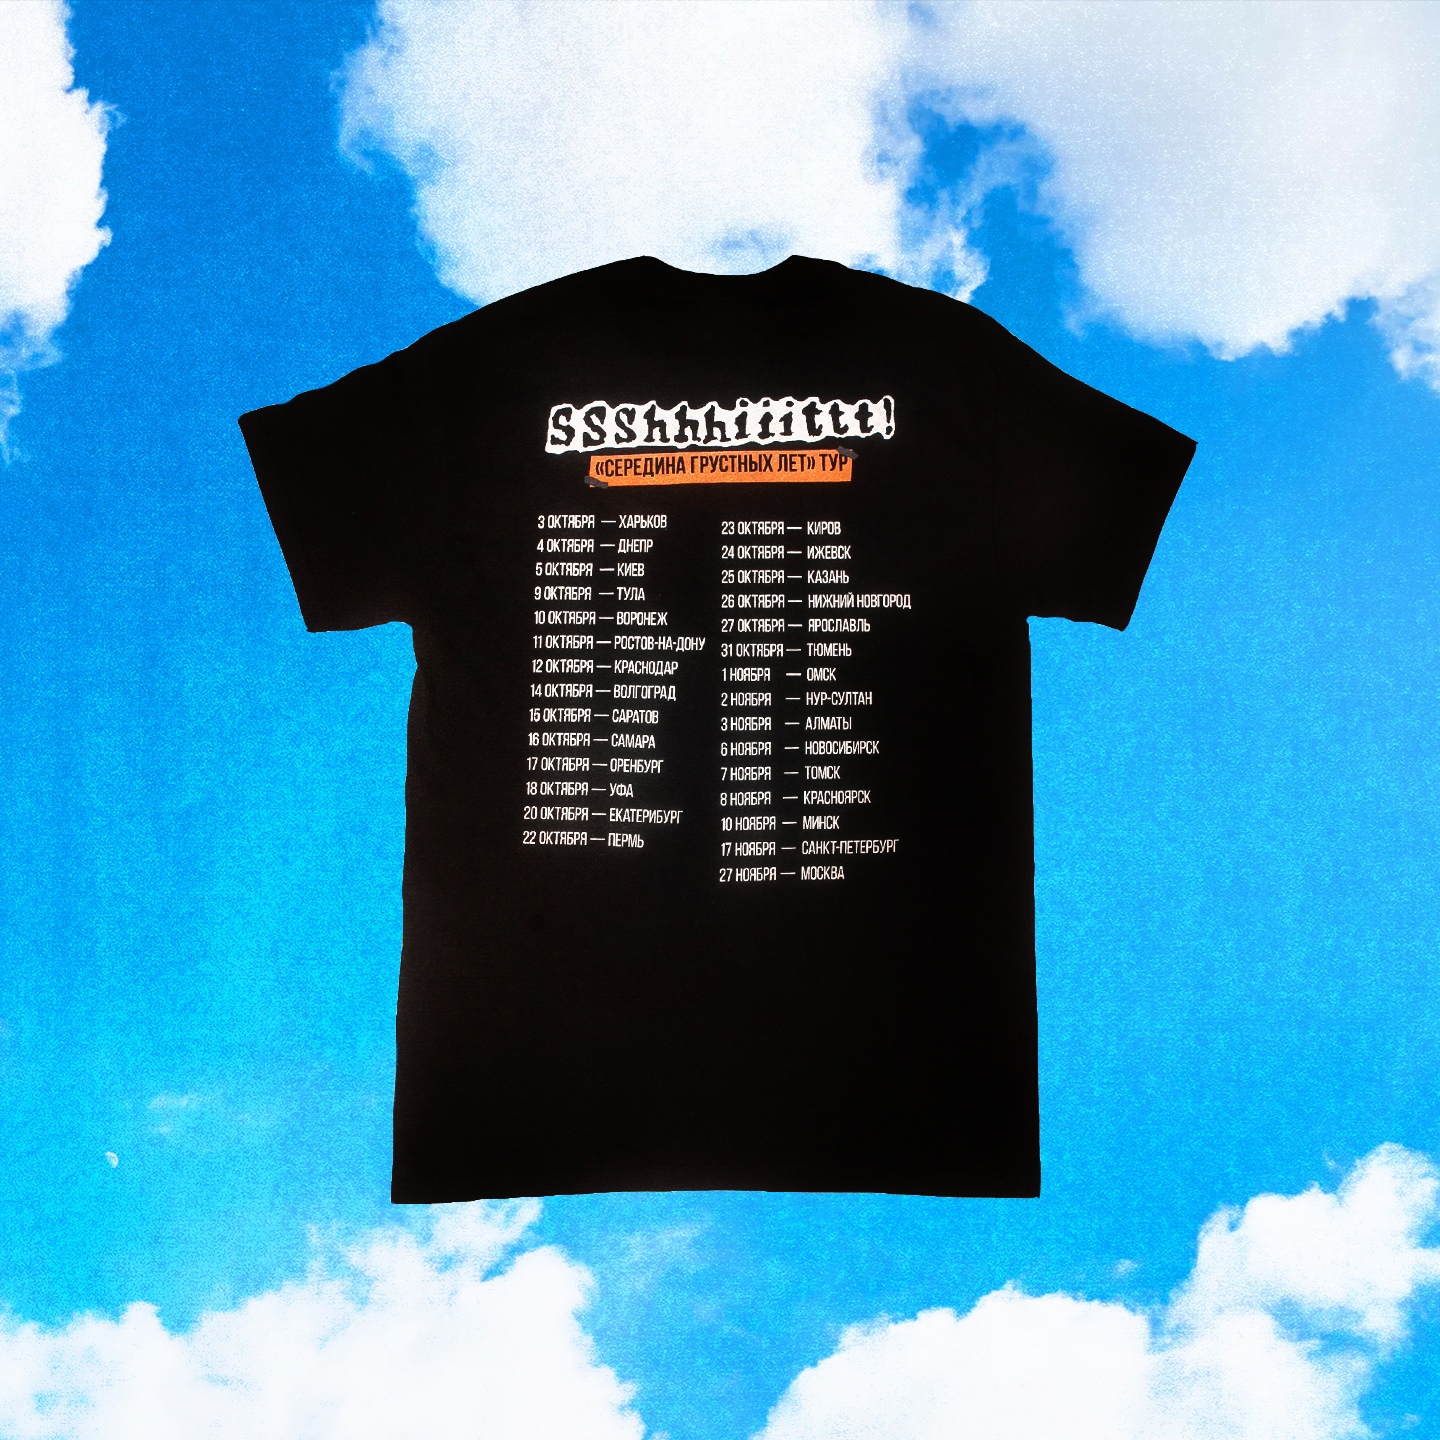 SSShhhiiittt!
«СЕРЕДИНА ГРУСТНЫХ ЛЕТ» ТУР
3 ОКТЯБРЯ — ХАРЬКОВ
4 ОКТЯБРЯ — ДНЕПР
5 ОКТЯБРЯ — КИЕВ
9 ОКТЯБРЯ — ТУЛА
10 ОКТЯБРЯ — ВОРОНЕЖ
11 ОКТЯБРЯ — РОСТОВ-НА-ДОНУ
12 ОКТЯБРЯ — КРАСНОДАР
14 ОКТЯБРЯ — ВОЛГОГРАД
15 ОКТЯБРЯ — САРАТОВ
16 ОКТЯБРЯ — САМАРА
17 ОКТЯБРЯ — ОРЕНБУРГ
18 ОКТЯБРЯ — УФА
20 ОКТЯБРЯ — ЕКАТЕРИБУРГ
22 ОКТЯБРЯ — ПЕРМЬ
23 ОКТЯБРЯ — КИРОВ
24 ОКТЯБРЯ — ИЖЕВСК
25 ОКТЯБРЯ — КАЗАНЬ
26 ОКТЯБРЯ — НИЖНИЙ НОВГОРОД
27 ОКТЯБРЯ — ЯРОСЛАВЛЬ
31 ОКТЯБРЯ — ТЮМЕНЬ
1 НОЯБРЯ — ОМСК
2 НОЯБРЯ — НУР-СУЛТАН
3 НОЯБРЯ — АЛМАТЫ
6 НОЯБРЯ — НОВОСИБИРСК
7 НОЯБРЯ — ТОМСК
8 НОЯБРЯ — КРАСНОЯРСК
10 НОЯБРЯ — МИНСК
17 НОЯБРЯ — САНКТ-ПЕТЕРБУРГ
27 НОЯБРЯ — МОСКВА